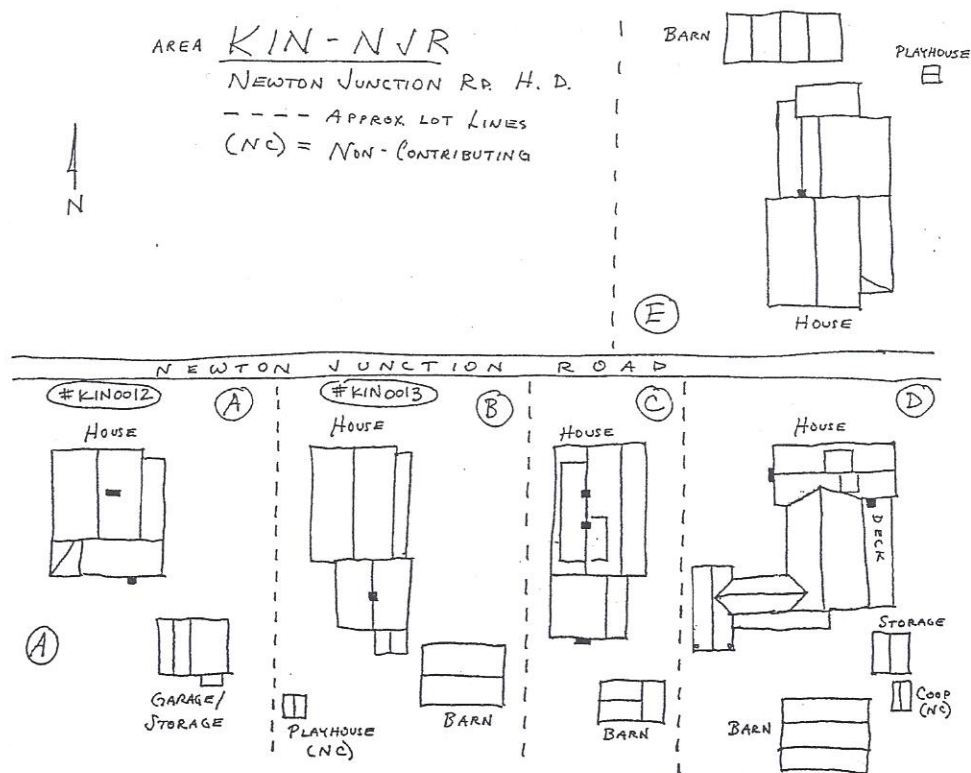 AREA KIN-NJR
NEWTON JUNCTION RD. H. D.
---- APPROX LOT LINES
(NC) = NON-CONTRIBUTING
N
BARN
PLAYHOUSE
HOUSE
E
NEWTON JUNCTION ROAD
#KIN0012
A
HOUSE
A
GARAGE/
STORAGE
#KIN0013
B
HOUSE
PLAYHOUSE
(NC)
BARN
C
HOUSE
BARN
D
HOUSE
DECK
STORAGE
COOP
(NC)
BARN